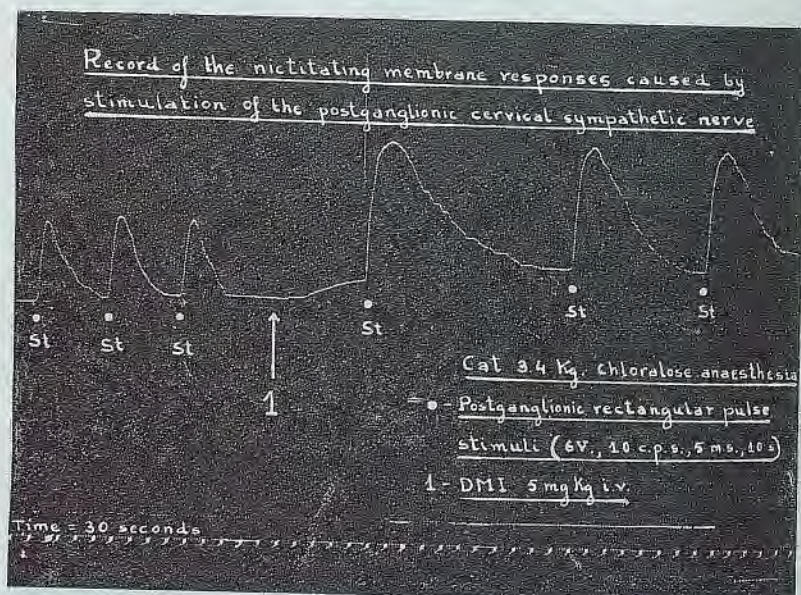 Record of the nictitating membrane responses caused by
stimulation of the postganglionic cervical sympathetic nerve
St
St
St
1
St
St
St
Cat 3.4 Kg. Chloralose anaesthesia
● - Postganglionic rectangular pulse
stimuli (6V., 10 c.p.s., 5 m.s., 10 s)
1 - DMI 5 mg Kg i.v.
Time = 30 seconds